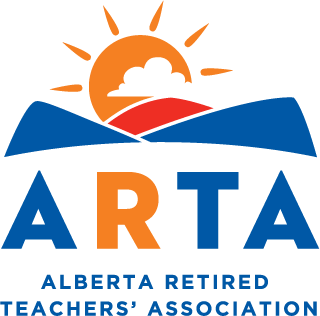 ARTA
ALBERTA RETIRED
TEACHERS’ ASSOCIATION